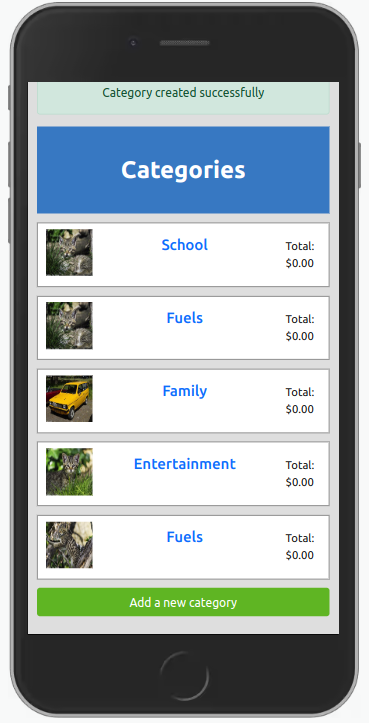 Category created successfully
Categories
School
Total:
$0.00
Fuels
Total:
$0.00
Family
Total:
$0.00
Entertainment
Total:
$0.00
Fuels
Total:
$0.00
Add a new category